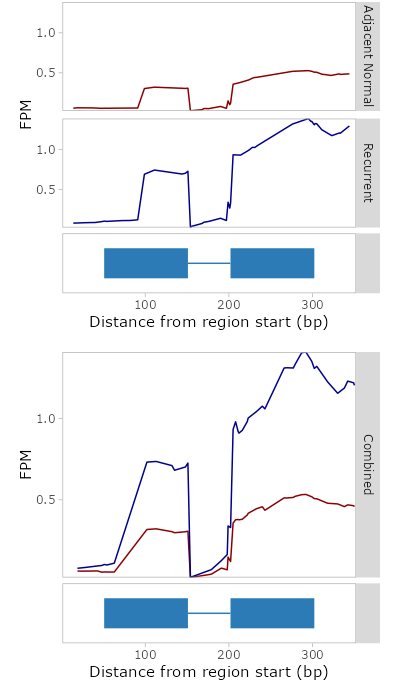 1.0
0.5
Adjacent Normal
FPM
1.0
0.5
Recurrent
100 200 300
Distance from region start (bp)
1.0
0.5
FPM
Combined
100 200 300
Distance from region start (bp)